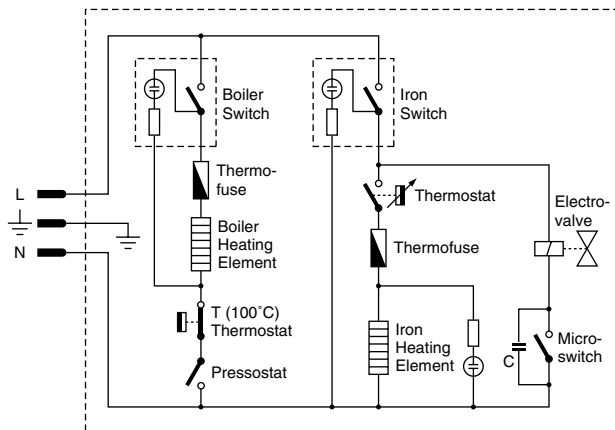 Boiler
Switch
Iron
Switch
L
N
Thermo-
fuse
Boiler
Heating
Element
T (100˚C)
Thermostat
Pressostat
Thermostat
Thermofuse
Iron
Heating
Element
Electro-
valve
C
Micro-
switch